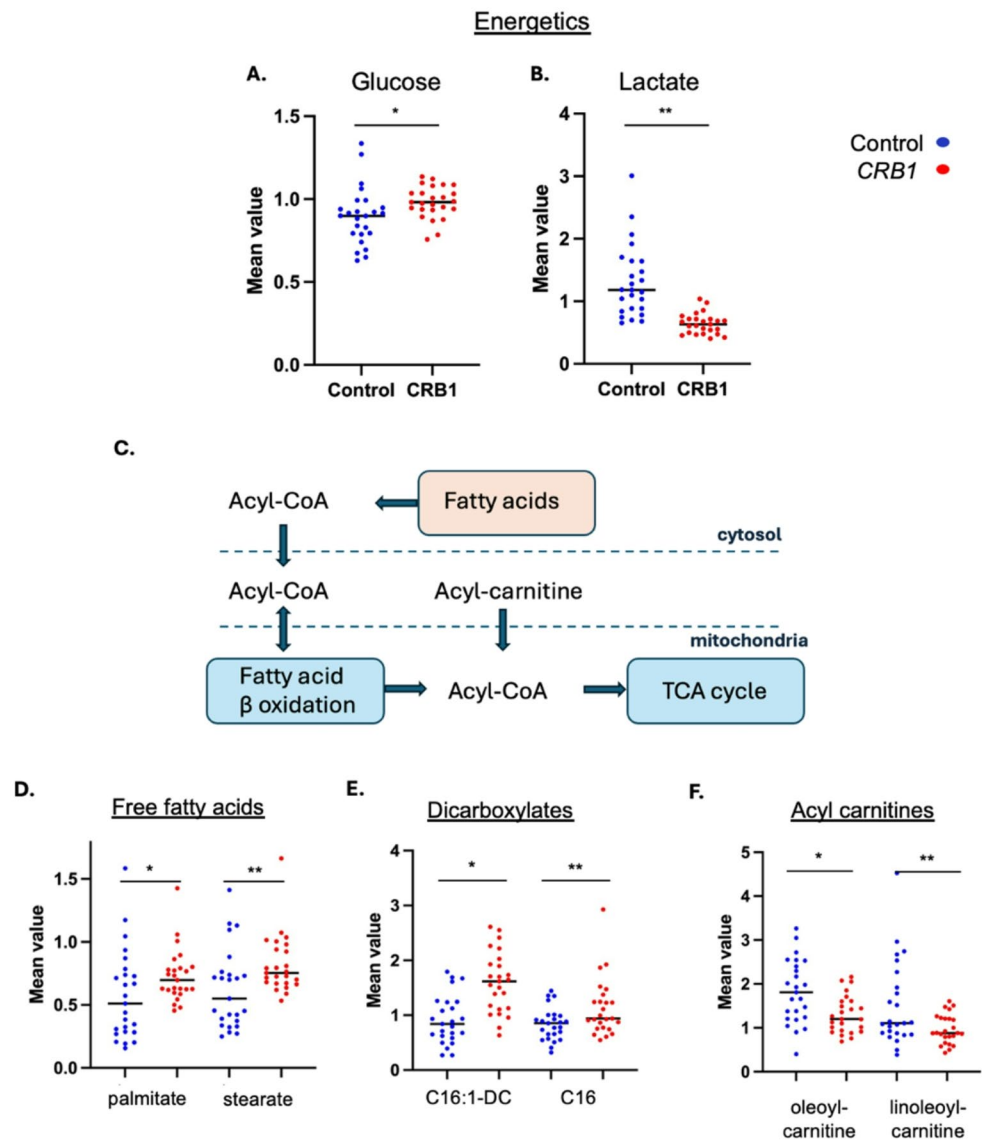 Energetics
A.
Glucose
*
Mean value
1.5
1.0
0.5
0.0
Control CRB1
B.
Lactate
**
Mean value
4
3
2
1
0
Control CRB1
Control
CRB1
C.
Acyl-CoA
Fatty acids
cytosol
Acyl-CoA
Acyl-carnitine
mitochondria
Fatty acid
β oxidation
Acyl-CoA
TCA cycle
D.
Free fatty acids
* **
Mean value
1.5
1.0
0.5
0.0
palmitate stearate
E.
Dicarboxylates
* **
Mean value
4
3
2
1
0
C16:1-DC C16
F.
Acyl carnitines
* **
Mean value
5
4
3
2
1
0
oleoyl-
carnitine
linoleoyl-
carnitine